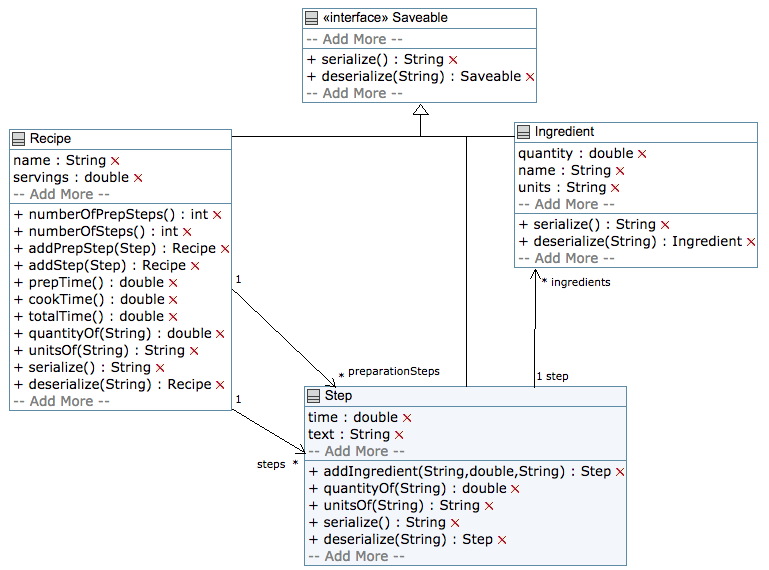 «interface» Saveable
-- Add More --
+ serialize() : String ×
+ deserialize(String) : Saveable ×
-- Add More --
Recipe
name : String ×
servings : double ×
-- Add More --
+ numberOfPrepSteps() : int ×
+ numberOfSteps() : int ×
+ addPrepStep(Step) : Recipe ×
+ addStep(Step) : Recipe ×
+ prepTime() : double ×
+ cookTime() : double ×
+ totalTime() : double ×
+ quantityOf(String) : double ×
+ unitsOf(String) : String ×
+ serialize() : String ×
+ deserialize(String) : Recipe ×
-- Add More --
Ingredient
quantity : double ×
name : String ×
units : String ×
-- Add More --
+ serialize() : String ×
+ deserialize(String) : Ingredient ×
-- Add More --
1
* preparationSteps
* ingredients
1 step
1
steps *
Step
time : double ×
text : String ×
-- Add More --
+ addIngredient(String,double,String) : Step ×
+ quantityOf(String) : double ×
+ unitsOf(String) : String ×
+ serialize() : String ×
+ deserialize(String) : Step ×
-- Add More --